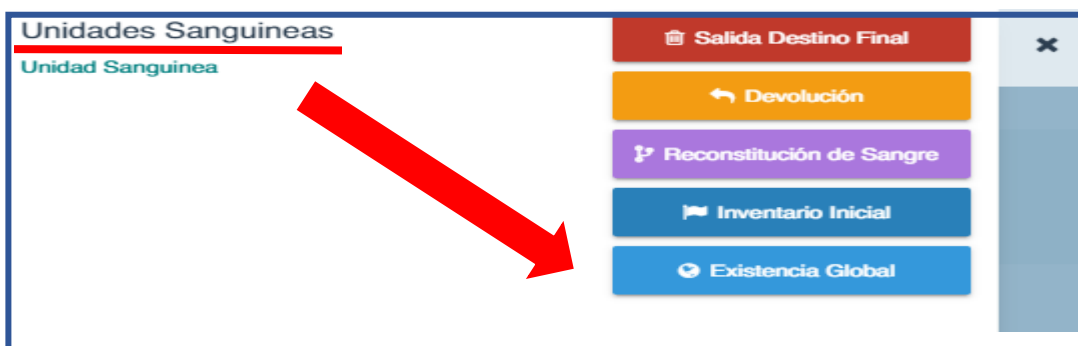 Unidades Sanguineas
Unidad Sanguinea
Salida Destino Final
Devolución
Reconstitución de Sangre
Inventario Inicial
Existencia Global